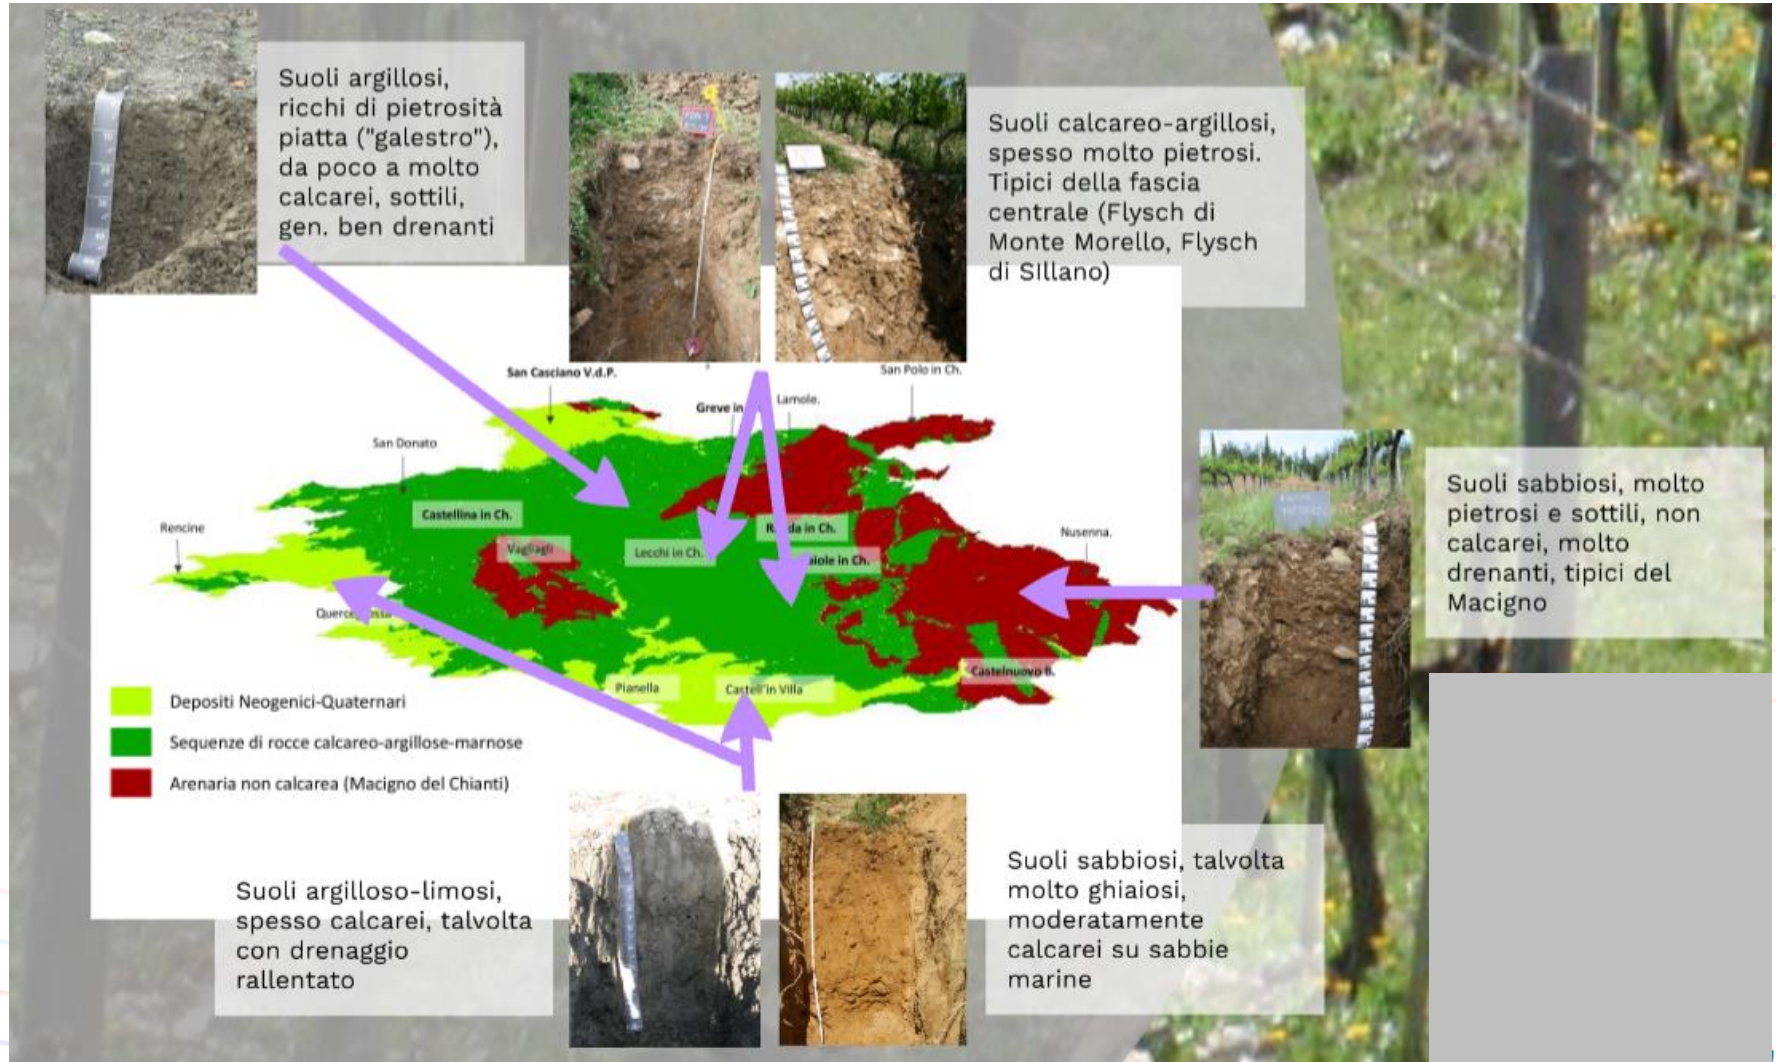 Suoli argillosi,
ricchi di pietrosità
piatta ("galestro"),
da poco a molto
calcarei, sottili,
gen. ben drenanti
Suoli calcareo-argillosi,
spesso molto pietrosi.
Tipici della fascia
centrale (Flysch di
Monte Morello, Flysch
di SIllano)
San Casciano V.d.P.
San Polo in Ch.
Greve in
Lamole.
San Donato
Castellina in Ch.
Rencine
Vagliagli
Lecchi in Ch.
in Ch.
in Ch.
Nusenna.
Suoli sabbiosi, molto
pietrosi e sottili, non
calcarei, molto
drenanti, tipici del
Macigno
Castelnuovo B.
Pianella
Castell'in Villa
Depositi Neogenici-Quaternari
Sequenze di rocce calcareo-argillose-marnose
Arenaria non calcarea (Macigno del Chianti)
Suoli argilloso-limosi,
spesso calcarei, talvolta
con drenaggio
rallentato
Suoli sabbiosi, talvolta
molto ghiaiosi,
moderatamente
calcarei su sabbie
marine